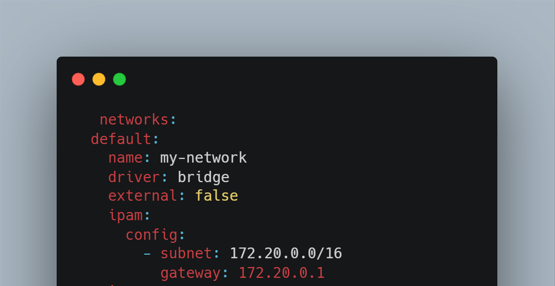 networks:
default:
name: my-network
driver: bridge
external: false
ipam:
config:
- subnet: 172.20.0.0/16
gateway: 172.20.0.1